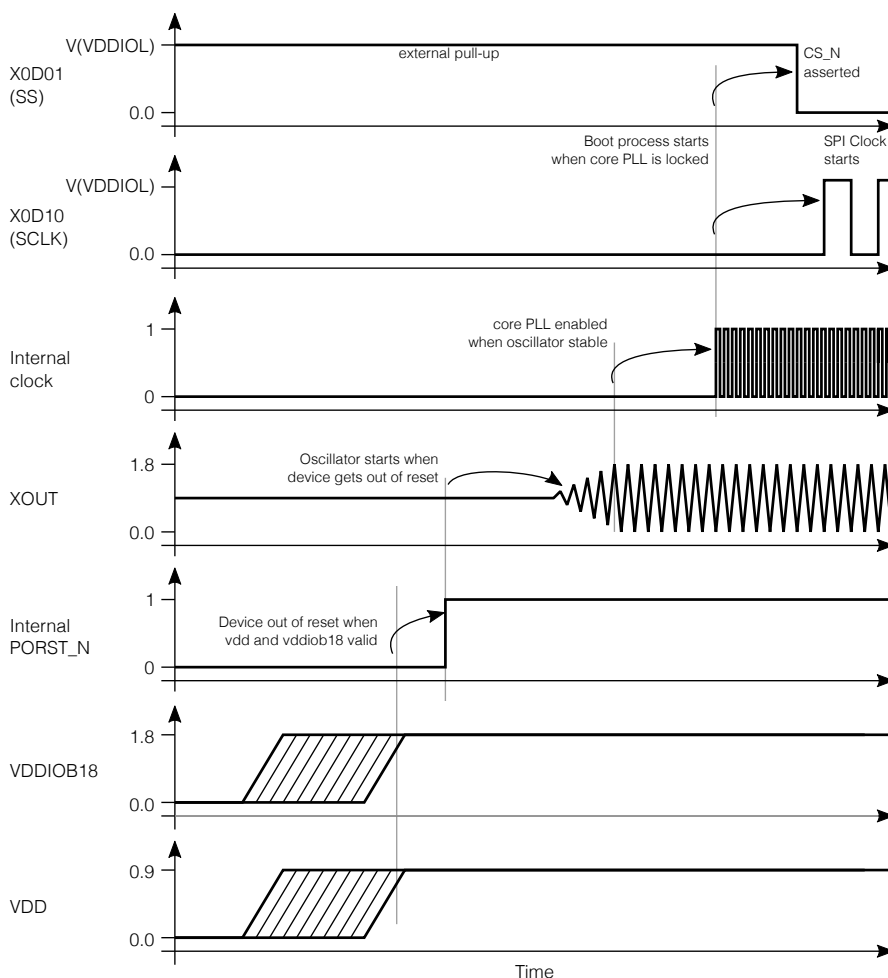 V(VDDIOL)
external pull-up
CS_N
asserted
X0D01
(SS)
0.0
Boot process starts
when core PLL is locked
SPI Clock
starts
V(VDDIOL)
X0D10
(SCLK)
0.0
1
core PLL enabled
when oscillator stable
Internal
clock
0
1.8
Oscillator starts when
device gets out of reset
XOUT
0.0
1
Device out of reset when
vdd and vddiob18 valid
Internal
PORST_N
0
1.8
VDDIOB18
0.0
0.9
VDD
0.0
Time